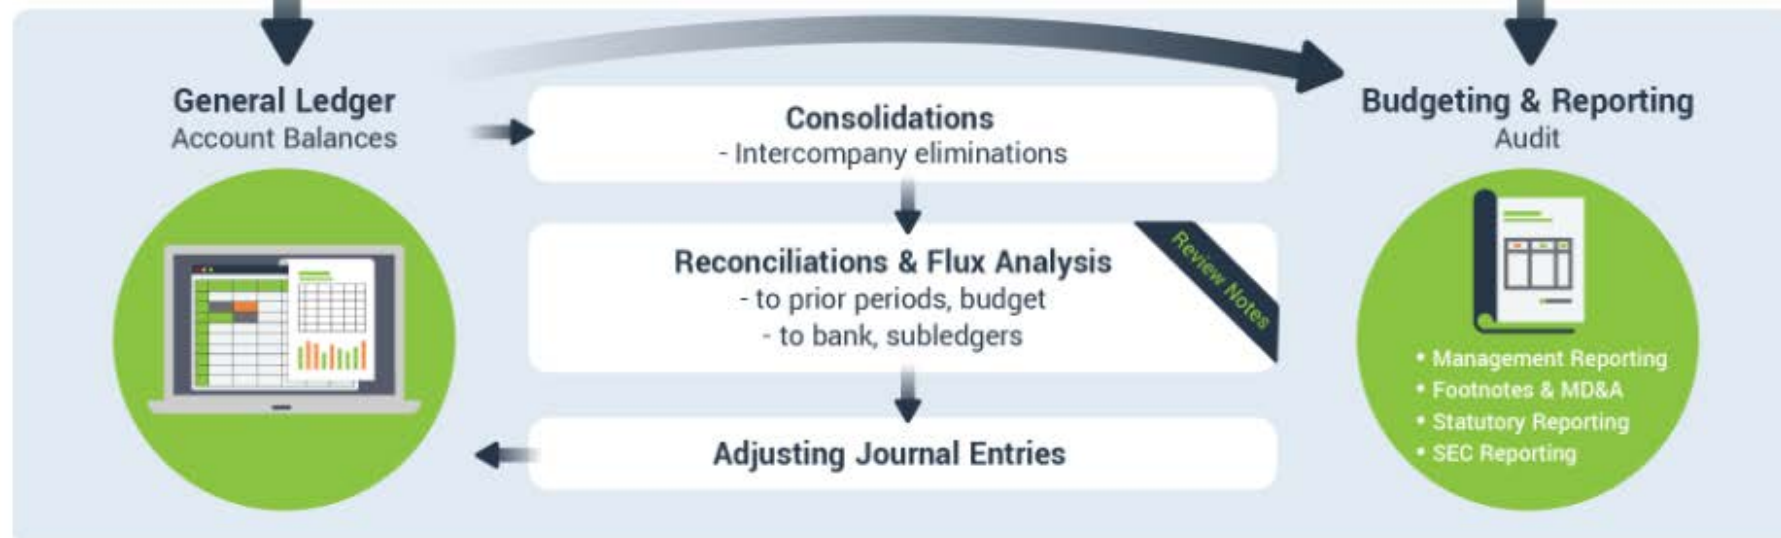 General Ledger
Account Balances
Consolidations
- Intercompany eliminations
Reconciliations & Flux Analysis
- to prior periods, budget
- to bank, subledgers
Review Notes
Adjusting Journal Entries
Budgeting & Reporting
Audit
• Management Reporting
• Footnotes & MD&A
• Statutory Reporting
• SEC Reporting